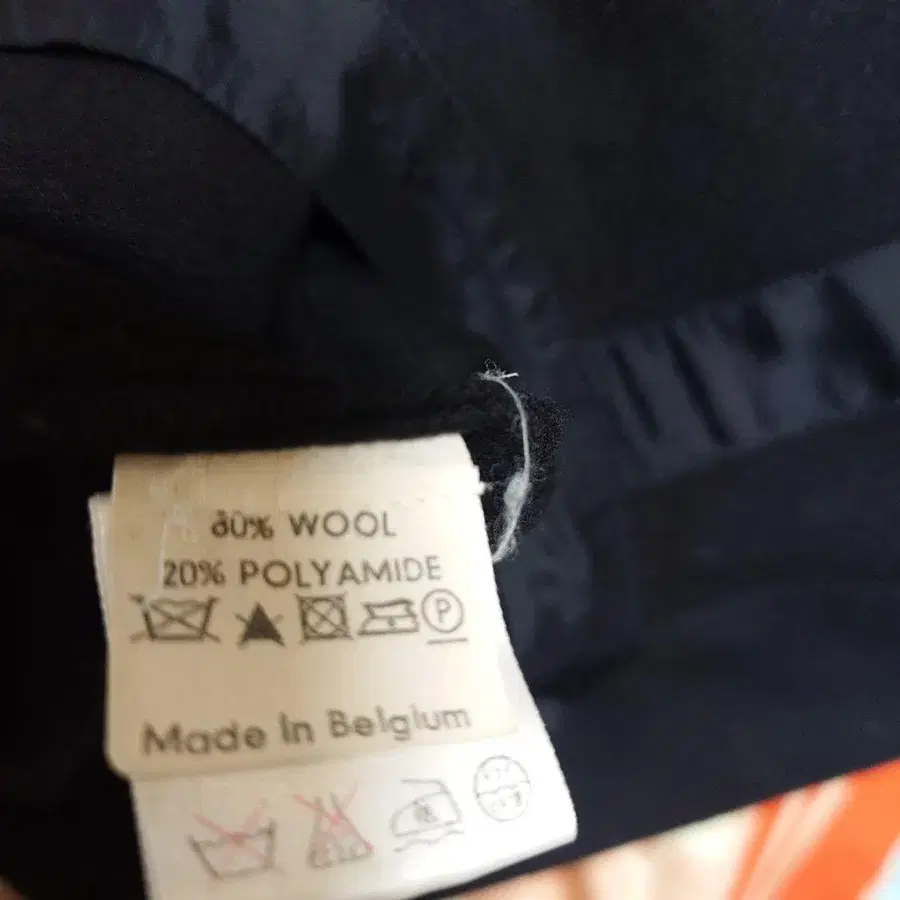 80% WOOL
20% POLYAMIDE
P
Made In Belgium